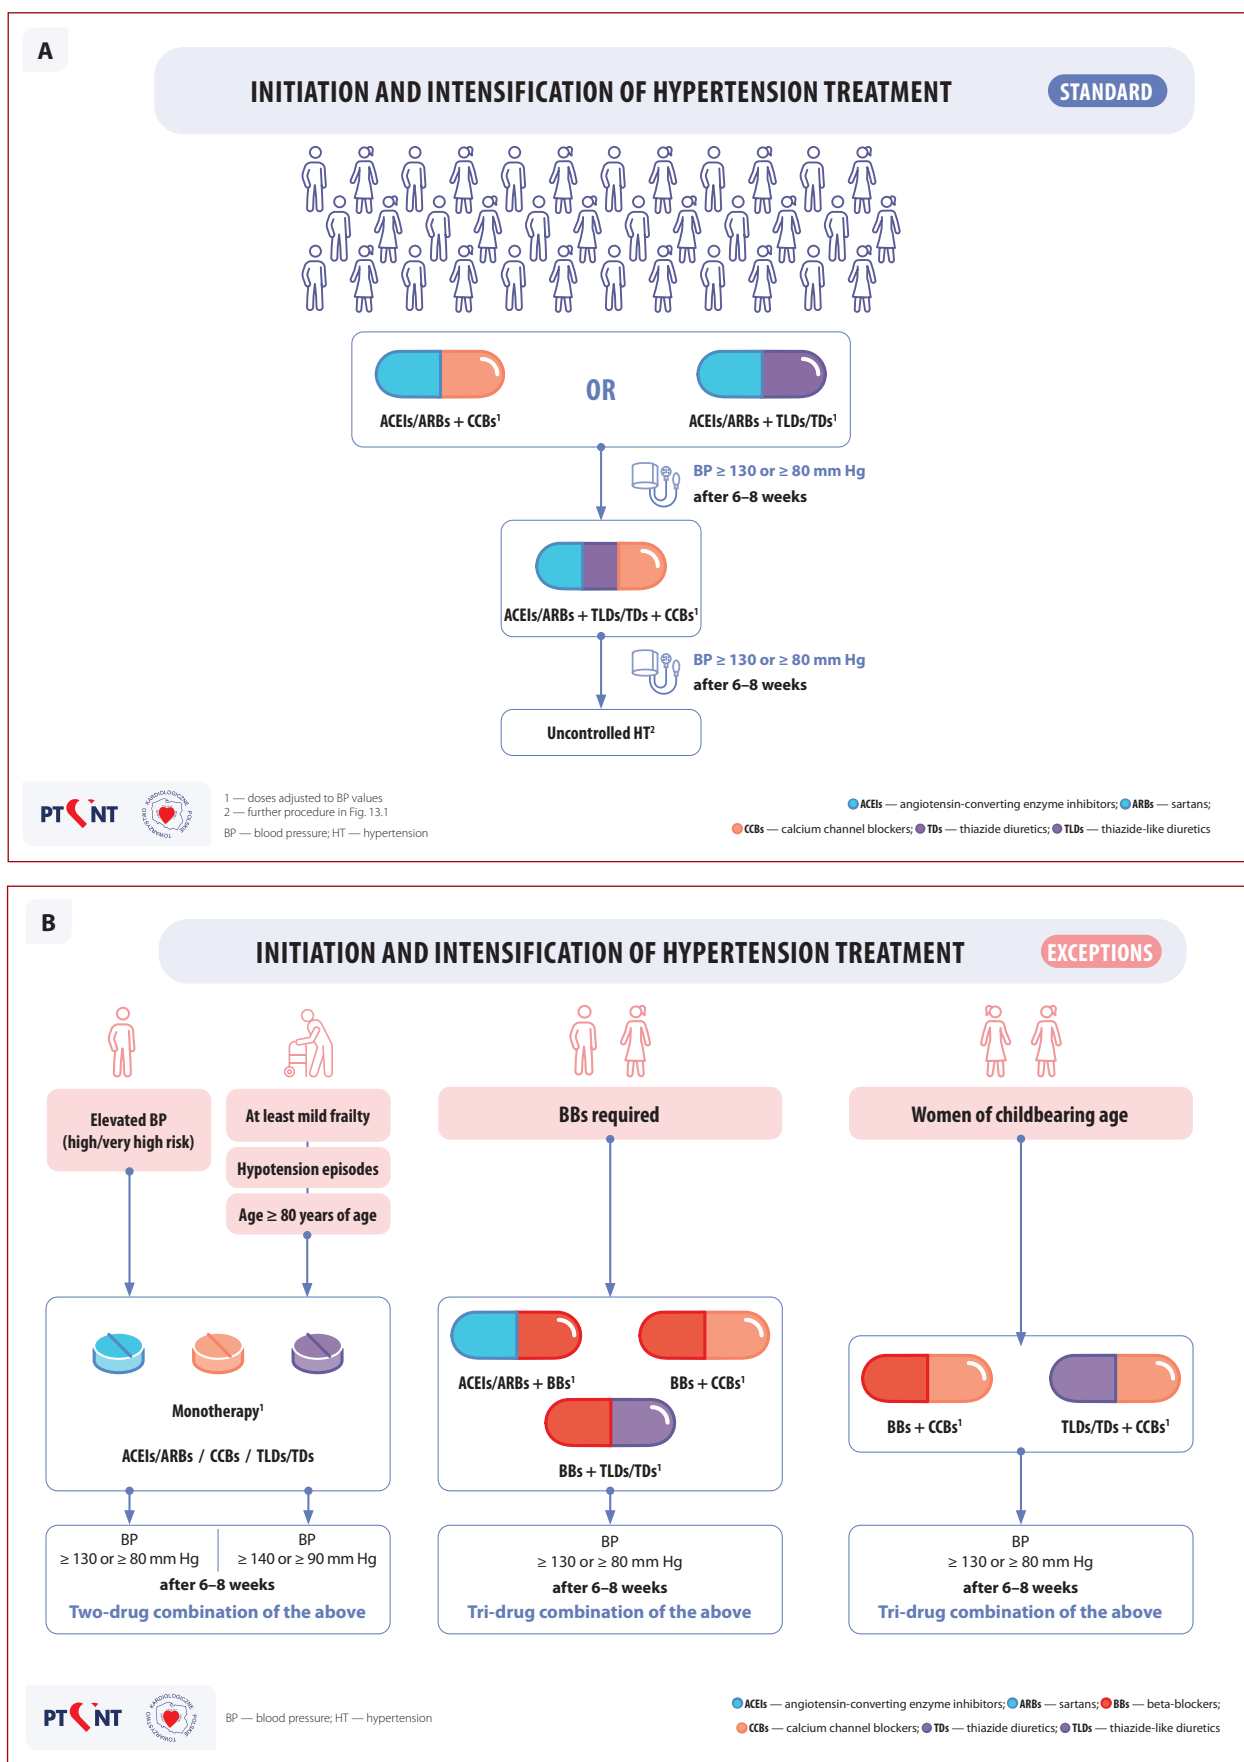 A
INITIATION AND INTENSIFICATION OF HYPERTENSION TREATMENT
STANDARD
OR
ACEIs/ARBs + CCBs¹
ACEIs/ARBs + TLDs/TDs¹
BP ≥ 130 or ≥ 80 mm Hg
after 6–8 weeks
ACEIs/ARBs + TLDs/TDs + CCBs¹
BP ≥ 130 or ≥ 80 mm Hg
after 6–8 weeks
Uncontrolled HT²
PT NT
KARDIOLOGICZNE
POLSKIE
TOWARZYSTWO
1 — doses adjusted to BP values
2 — further procedure in Fig. 13.1
BP — blood pressure; HT — hypertension
ACEIs — angiotensin-converting enzyme inhibitors; ARBs — sartans;
CCBs — calcium channel blockers; TDs — thiazide diuretics; TLDs — thiazide-like diuretics
B
INITIATION AND INTENSIFICATION OF HYPERTENSION TREATMENT
EXCEPTIONS
Elevated BP
(high/very high risk)
At least mild frailty
Hypotension episodes
Age ≥ 80 years of age
Monotherapy¹
ACEIs/ARBs / CCBs / TLDs/TDs
BP
≥ 130 or ≥ 80 mm Hg
BP
≥ 140 or ≥ 90 mm Hg
after 6–8 weeks
Two-drug combination of the above
BBs required
ACEIs/ARBs + BBs¹
BBs + CCBs¹
BBs + TLDs/TDs¹
BP
≥ 130 or ≥ 80 mm Hg
after 6–8 weeks
Tri-drug combination of the above
Women of childbearing age
BBs + CCBs¹
TLDs/TDs + CCBs¹
BP
≥ 130 or ≥ 80 mm Hg
after 6–8 weeks
Tri-drug combination of the above
PT NT
KARDIOLOGICZNE
POLSKIE
TOWARZYSTWO
BP — blood pressure; HT — hypertension
ACEIs — angiotensin-converting enzyme inhibitors; ARBs — sartans; BBs — beta-blockers;
CCBs — calcium channel blockers; TDs — thiazide diuretics; TLDs — thiazide-like diuretics